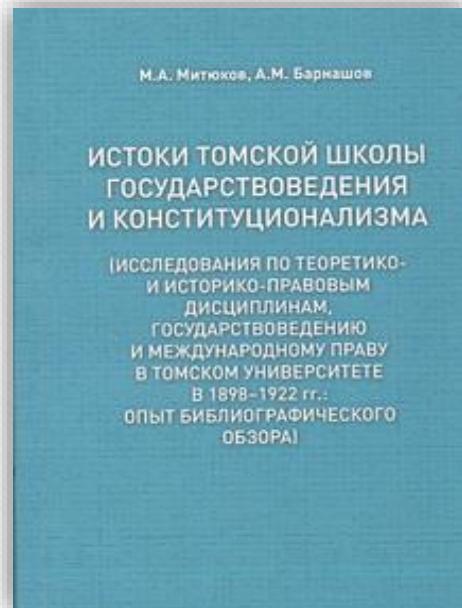 М.А. Митюков, А.М. Барнашов
ИСТОКИ ТОМСКОЙ ШКОЛЫ
ГОСУДАРСТВОВЕДЕНИЯ
И КОНСТИТУЦИОНАЛИЗМА
(ИССЛЕДОВАНИЯ ПО ТЕОРЕТИКО-
И ИСТОРИКО-ПРАВОВЫМ
ДИСЦИПЛИНАМ,
ГОСУДАРСТВОВЕДЕНИЮ
И МЕЖДУНАРОДНОМУ ПРАВУ
В ТОМСКОМ УНИВЕРСИТЕТЕ
В 1898–1922 гг.:
ОПЫТ БИБЛИОГРАФИЧЕСКОГО
ОБЗОРА)